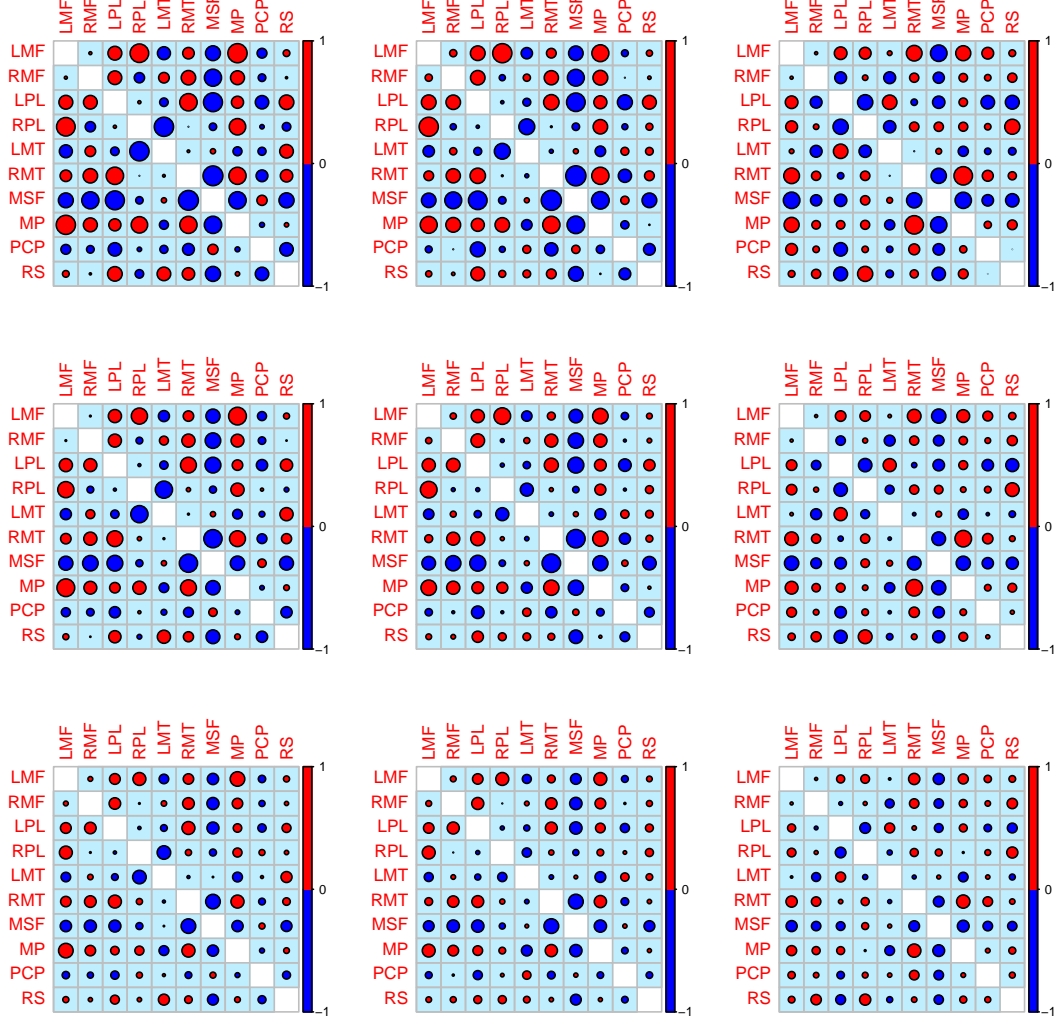 LMF RMF LPL RPL LMT RMT MSF MP PCP RS
LMF
RMF
LPL
RPL
LMT
RMT
MSF
MP
PCP
RS
1
0
−1
LMF RMF LPL RPL LMT RMT MSF MP PCP RS
LMF
RMF
LPL
RPL
LMT
RMT
MSF
MP
PCP
RS
1
0
−1
LMF RMF LPL RPL LMT RMT MSF MP PCP RS
LMF
RMF
LPL
RPL
LMT
RMT
MSF
MP
PCP
RS
1
0
−1
LMF RMF LPL RPL LMT RMT MSF MP PCP RS
LMF
RMF
LPL
RPL
LMT
RMT
MSF
MP
PCP
RS
1
0
−1
LMF RMF LPL RPL LMT RMT MSF MP PCP RS
LMF
RMF
LPL
RPL
LMT
RMT
MSF
MP
PCP
RS
1
0
−1
LMF RMF LPL RPL LMT RMT MSF MP PCP RS
LMF
RMF
LPL
RPL
LMT
RMT
MSF
MP
PCP
RS
1
0
−1
LMF RMF LPL RPL LMT RMT MSF MP PCP RS
LMF
RMF
LPL
RPL
LMT
RMT
MSF
MP
PCP
RS
1
0
−1
LMF RMF LPL RPL LMT RMT MSF MP PCP RS
LMF
RMF
LPL
RPL
LMT
RMT
MSF
MP
PCP
RS
1
0
−1
LMF RMF LPL RPL LMT RMT MSF MP PCP RS
LMF
RMF
LPL
RPL
LMT
RMT
MSF
MP
PCP
RS
1
0
−1